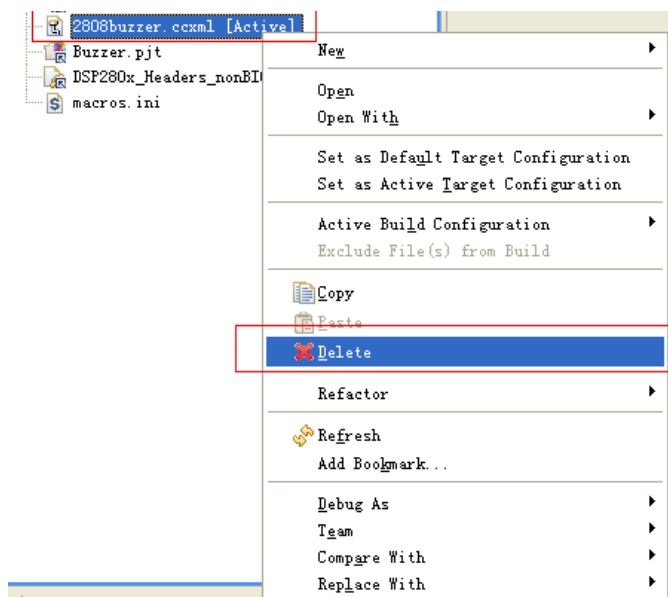 2808buzzer.ccxml [Active]
Buzzer.pjt
DSP280x_Headers_nonBI
macros.ini
New
Open
Open With
Set as Default Target Configuration
Set as Active Target Configuration
Active Build Configuration
Exclude File(s) from Build
Copy
Paste
Delete
Refactor
Refresh
Add Bookmark...
Debug As
Team
Compare With
Replace With